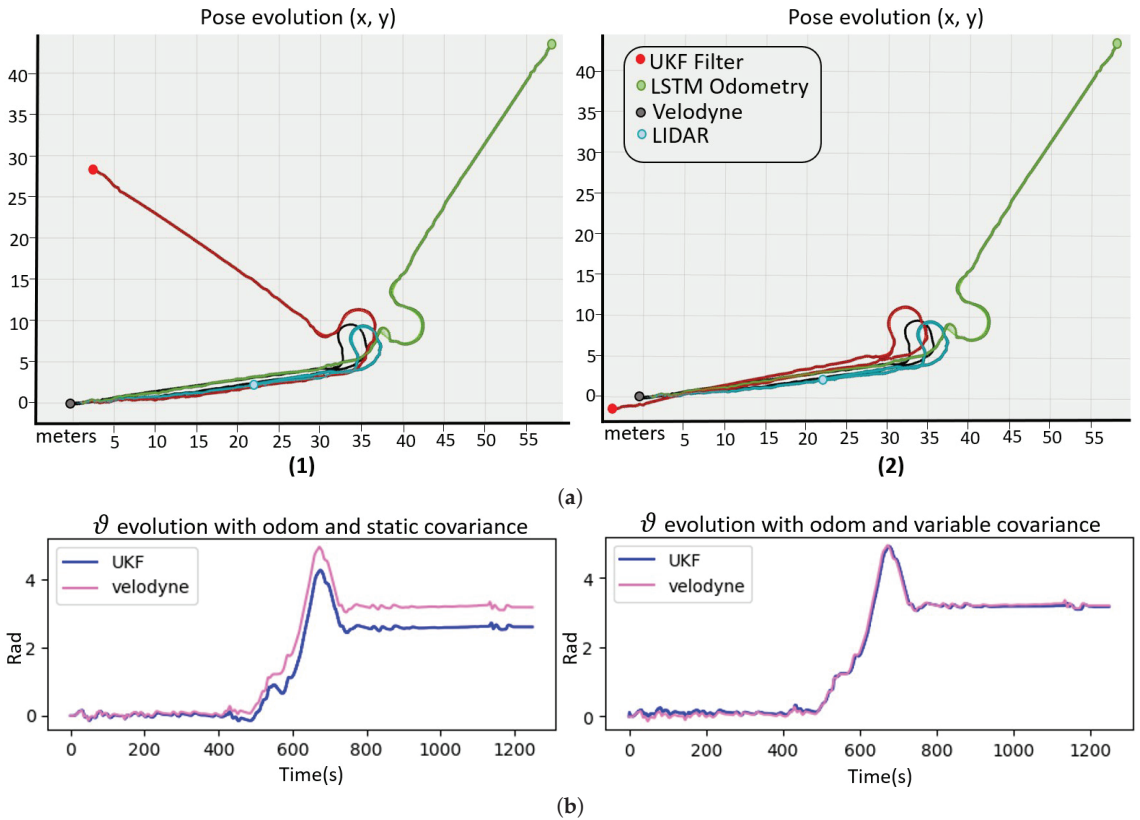 Pose evolution (x, y)
40
35
30
25
20
15
10
5
0
meters 5 10 15 20 25 30 35 40 45 50 55
(1)
Pose evolution (x, y)
UKF Filter
LSTM Odometry
Velodyne
LIDAR
40
35
30
25
20
15
10
5
0
meters 5 10 15 20 25 30 35 40 45 50 55
(2)
(a)
ϑ evolution with odom and static covariance
UKF
velodyne
4
2
0
Rad
0 200 400 600 800 1000 1200
Time(s)
ϑ evolution with odom and variable covariance
UKF
velodyne
4
2
0
Rad
0 200 400 600 800 1000 1200
Time(s)
(b)